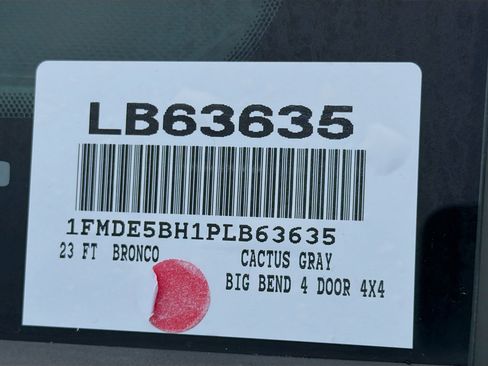 LB63635
1FMDE5BH1PLB63635
23 FT BRONCO CACTUS GRAY
BIG BEND 4 DOOR 4X4